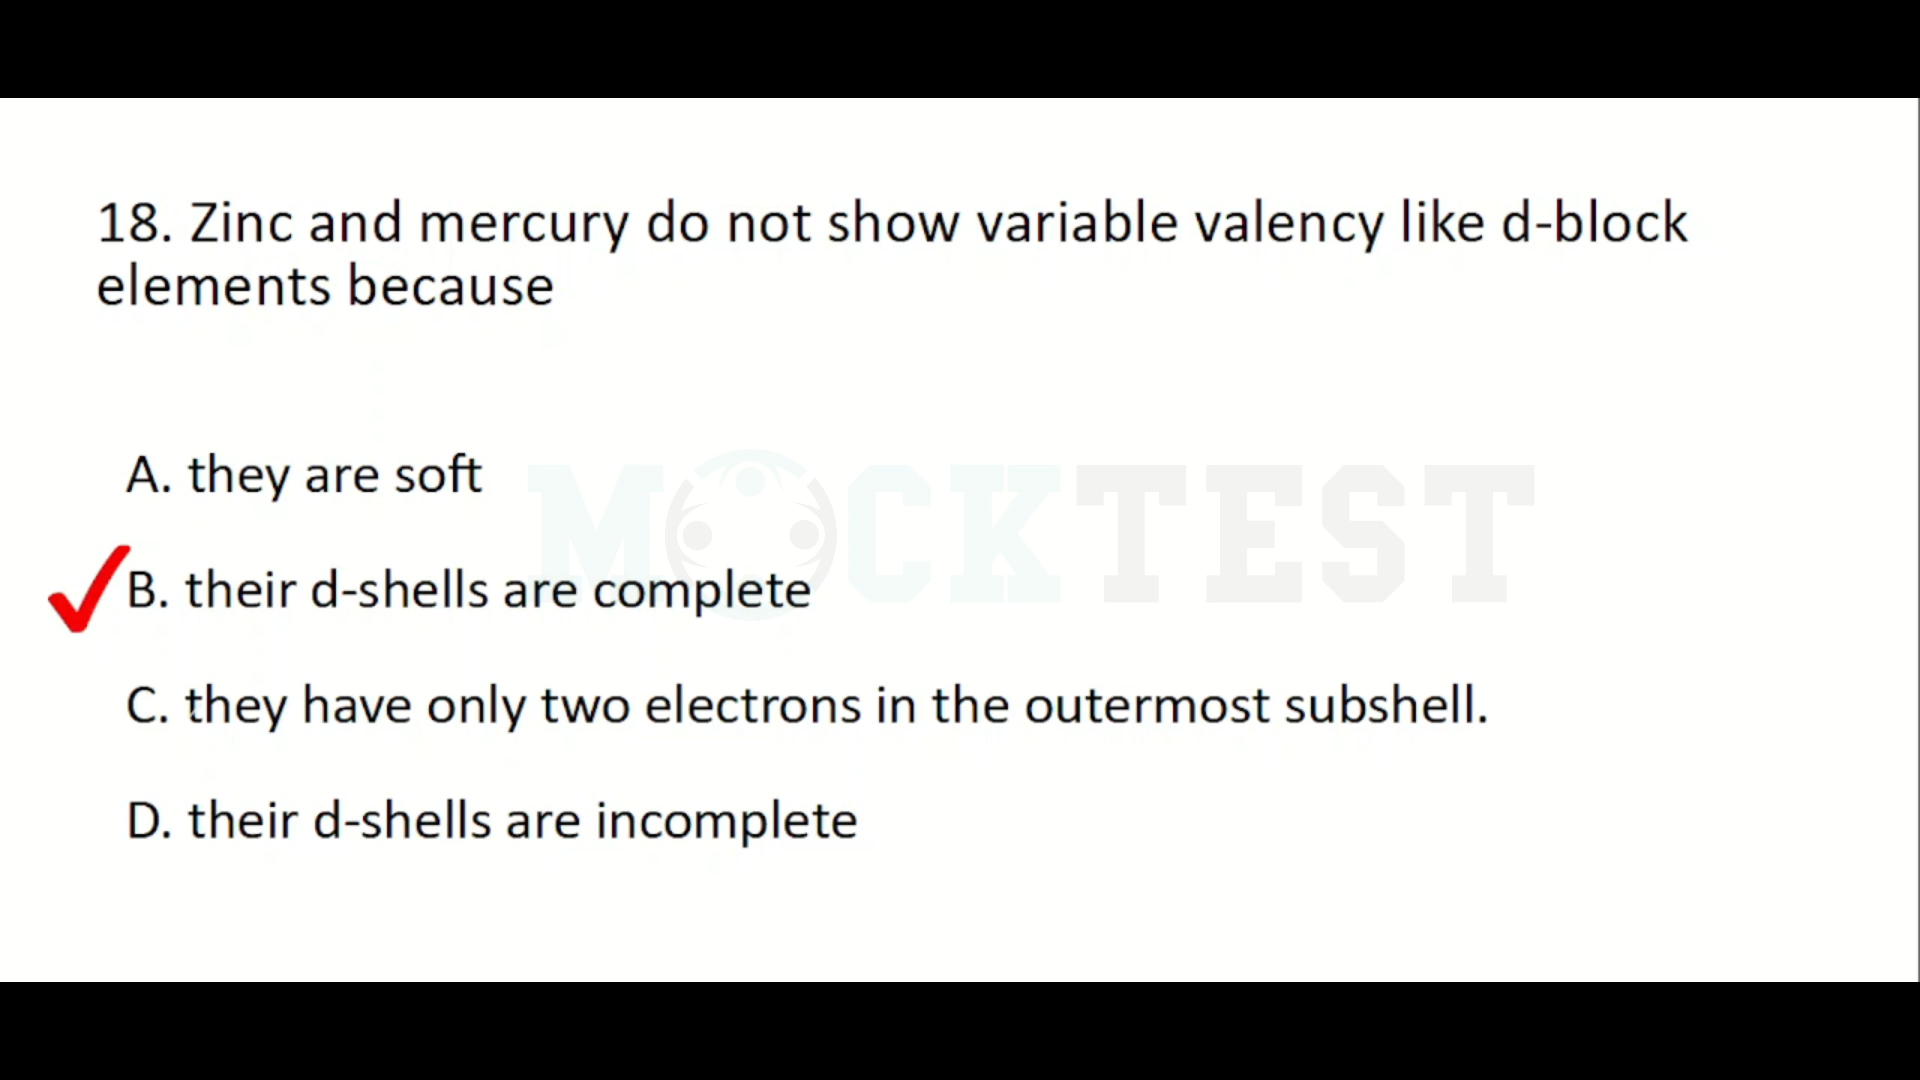 18. Zinc and mercury do not show variable valency like d-block
elements because
A. they are soft
B. their d-shells are complete
C. they have only two electrons in the outermost subshell.
D. their d-shells are incomplete
MOCKTEST